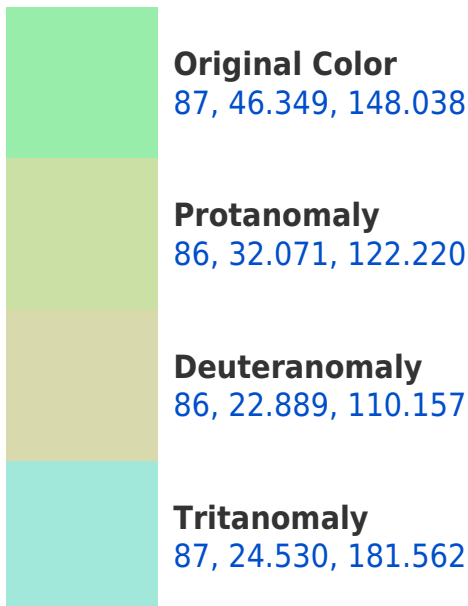 Original Color
87, 46.349, 148.038
Protanomaly
86, 32.071, 122.220
Deuteranomaly
86, 22.889, 110.157
Tritanomaly
87, 24.530, 181.562